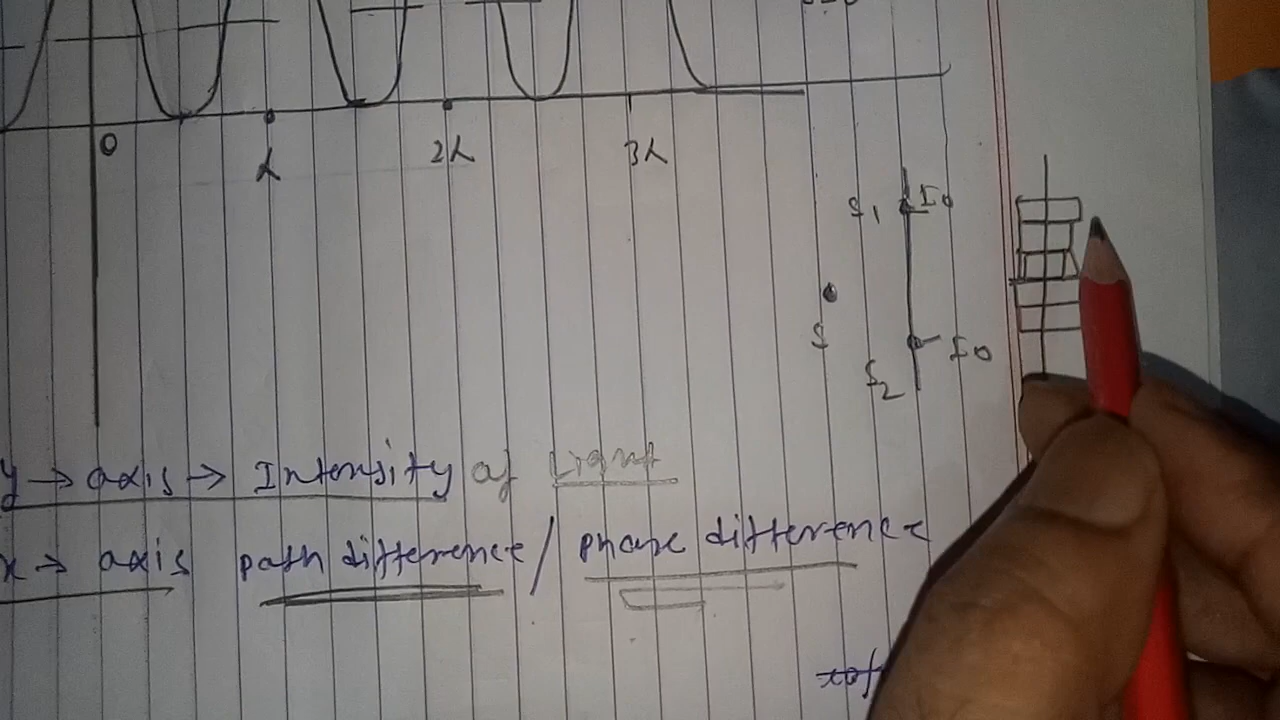 0
λ
2λ
3λ
S1 I0
S
S2 I0
y → axis → Intensity of Light
x → axis path difference / phase difference